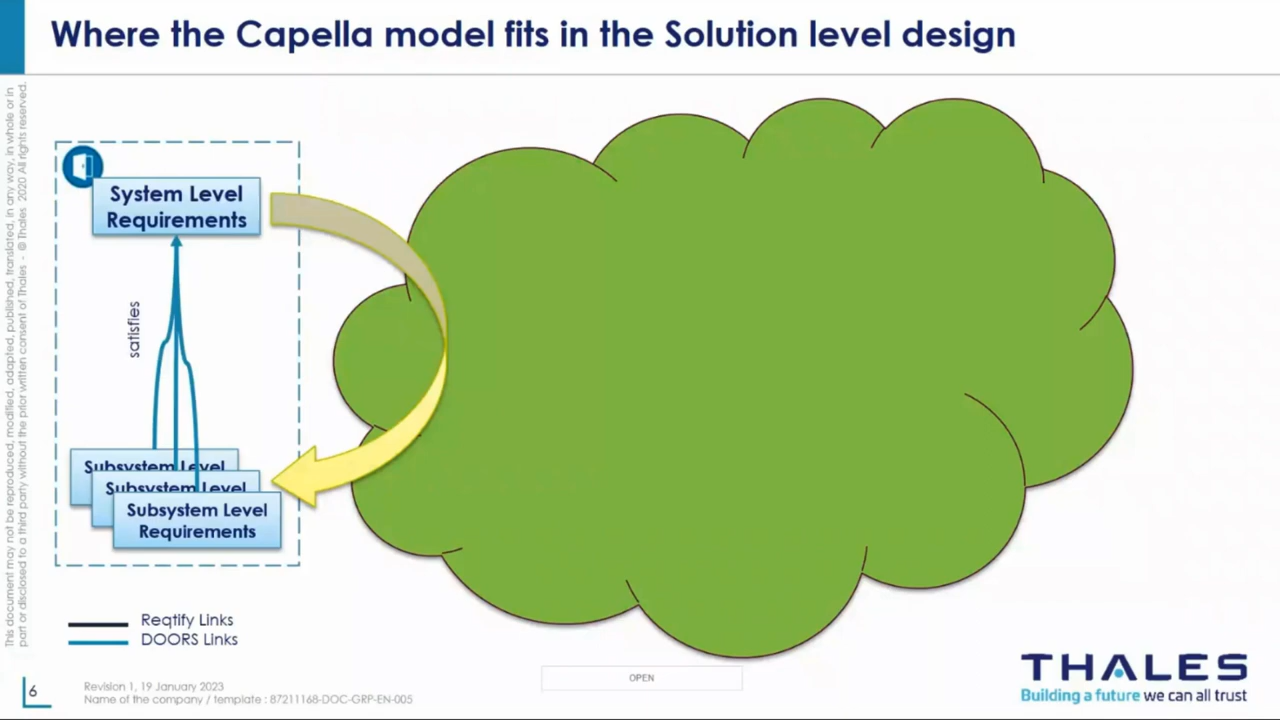 Where the Capella model fits in the Solution level design
This document may not be reproduced, modified, adapted, published, translated, in any way, in whole or in
part or disclosed to a third party without the prior written consent of Thales - © Thales 2020 All rights reserved.
System Level
Requirements
satisfies
Subsystem Level
Subsystem Level
Subsystem Level
Requirements
Reqtify Links
DOORS Links
6
Revision 1, 19 January 2023
Name of the company / template : 87211168-DOC-GRP-EN-005
OPEN
THALES
Building a future we can all trust